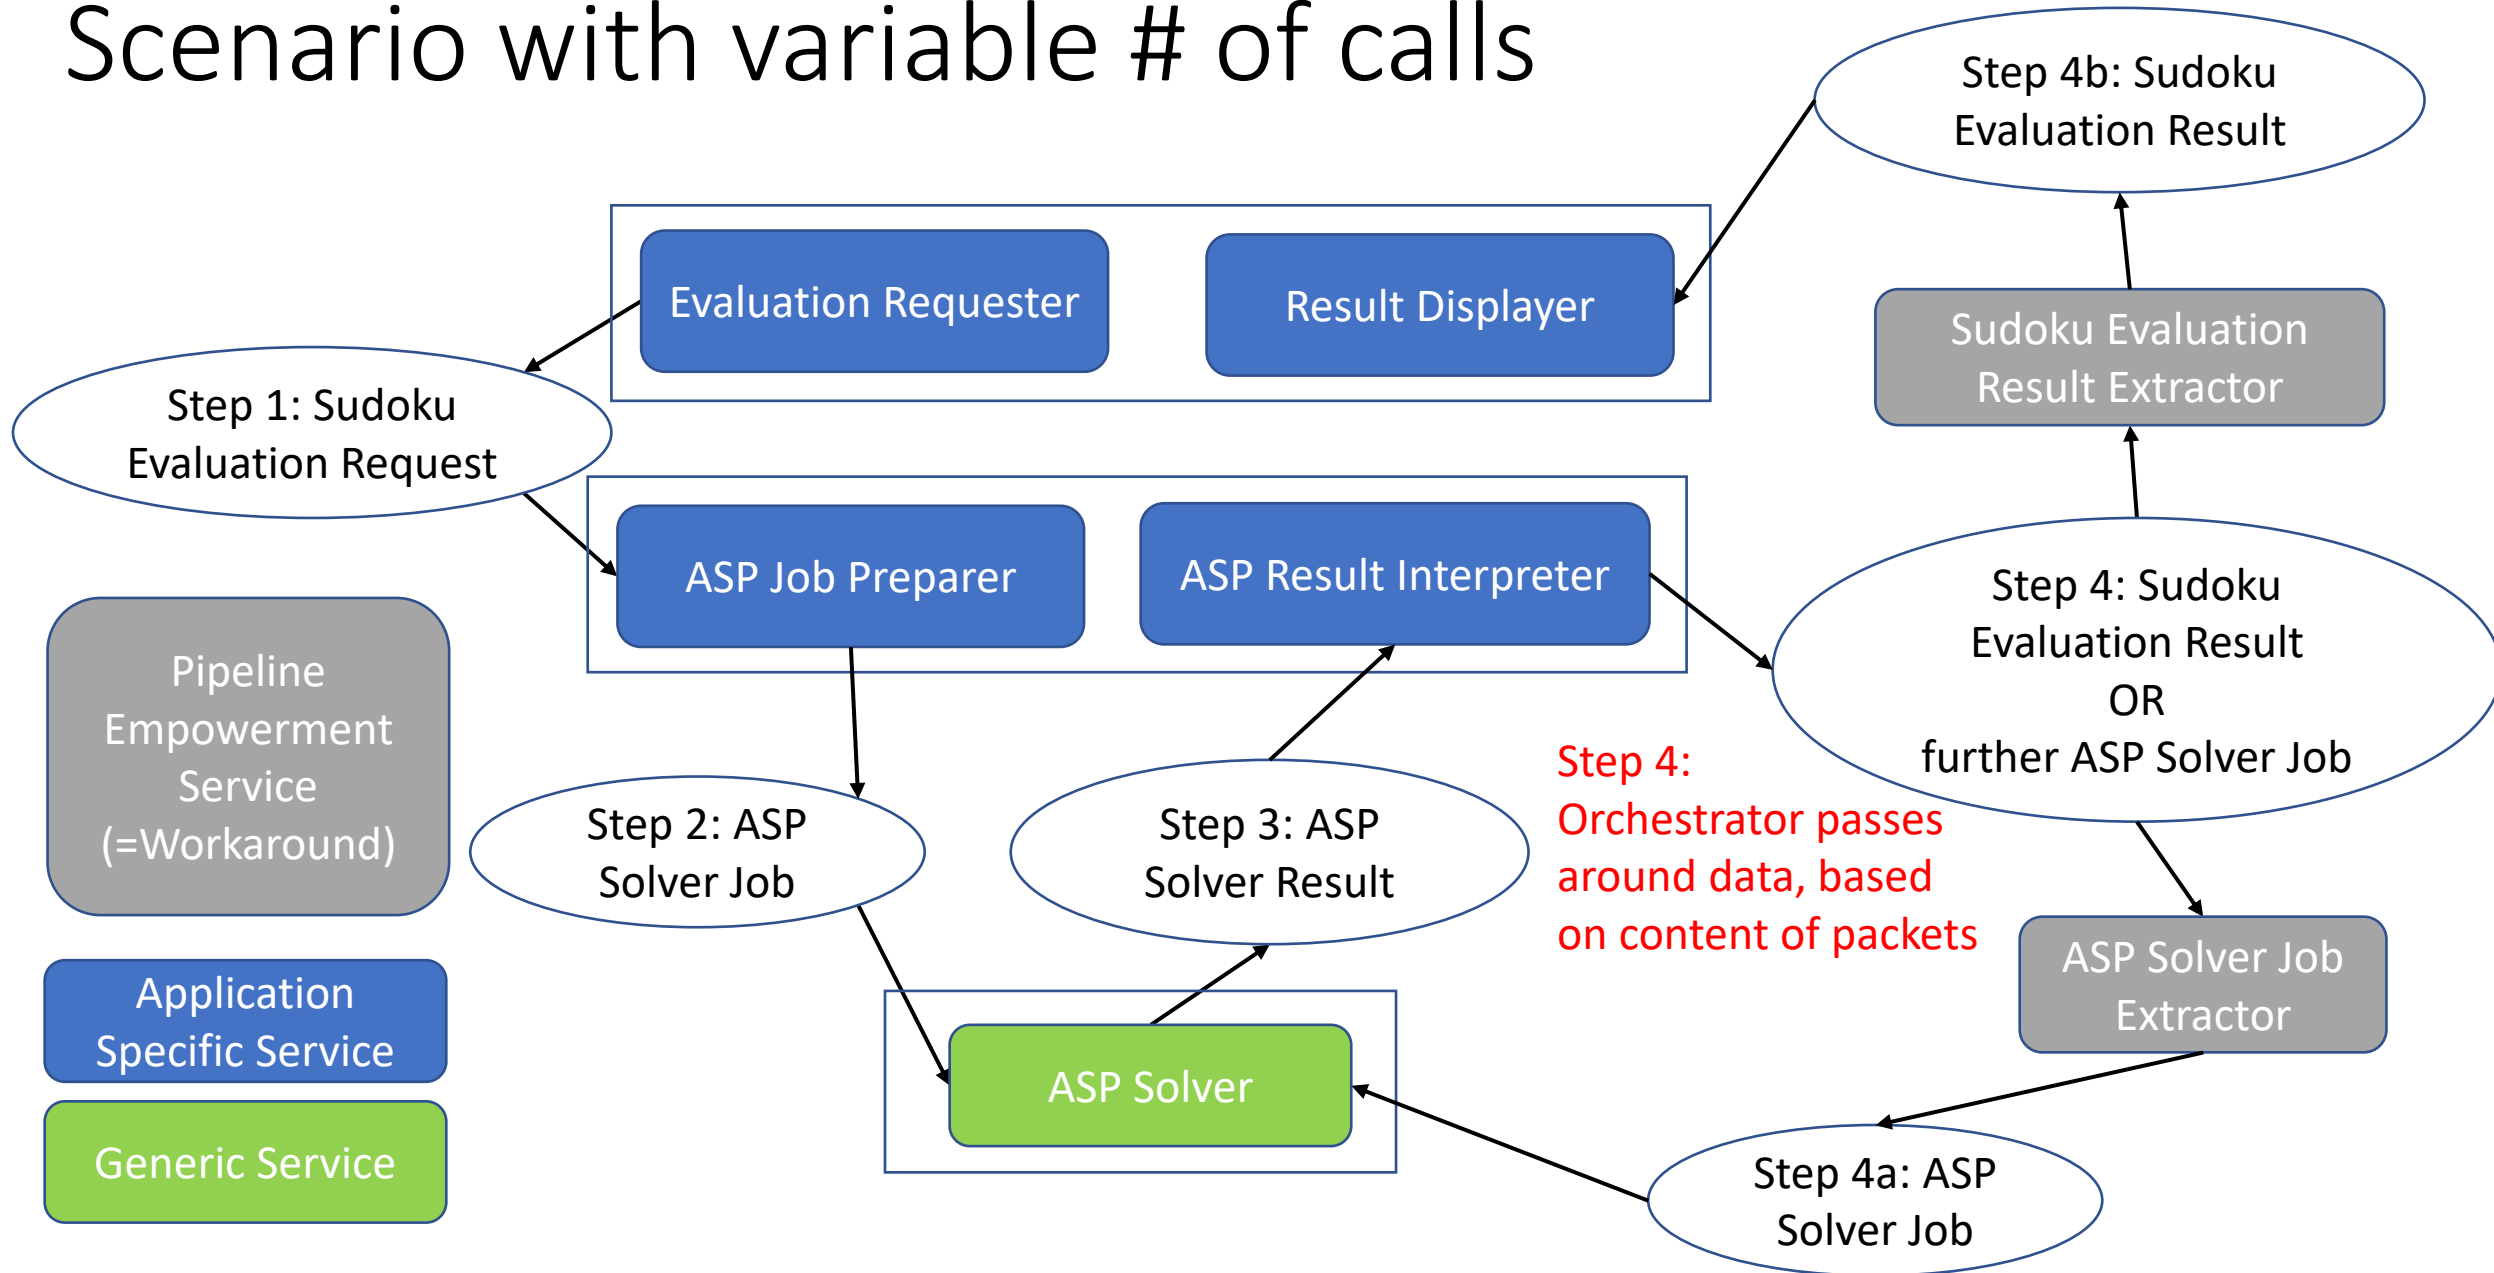 Scenario with variable # of calls
Step 4b: Sudoku
Evaluation Result
Evaluation Requester
Result Displayer
Sudoku Evaluation
Result Extractor
Step 1: Sudoku
Evaluation Request
ASP Job Preparer
ASP Result Interpreter
Step 4: Sudoku
Evaluation Result
OR
further ASP Solver Job
Pipeline
Empowerment
Service
(=Workaround)
Step 2: ASP
Solver Job
Step 3: ASP
Solver Result
Step 4:
Orchestrator passes
around data, based
on content of packets
ASP Solver Job
Extractor
Application
Specific Service
ASP Solver
Generic Service
Step 4a: ASP
Solver Job